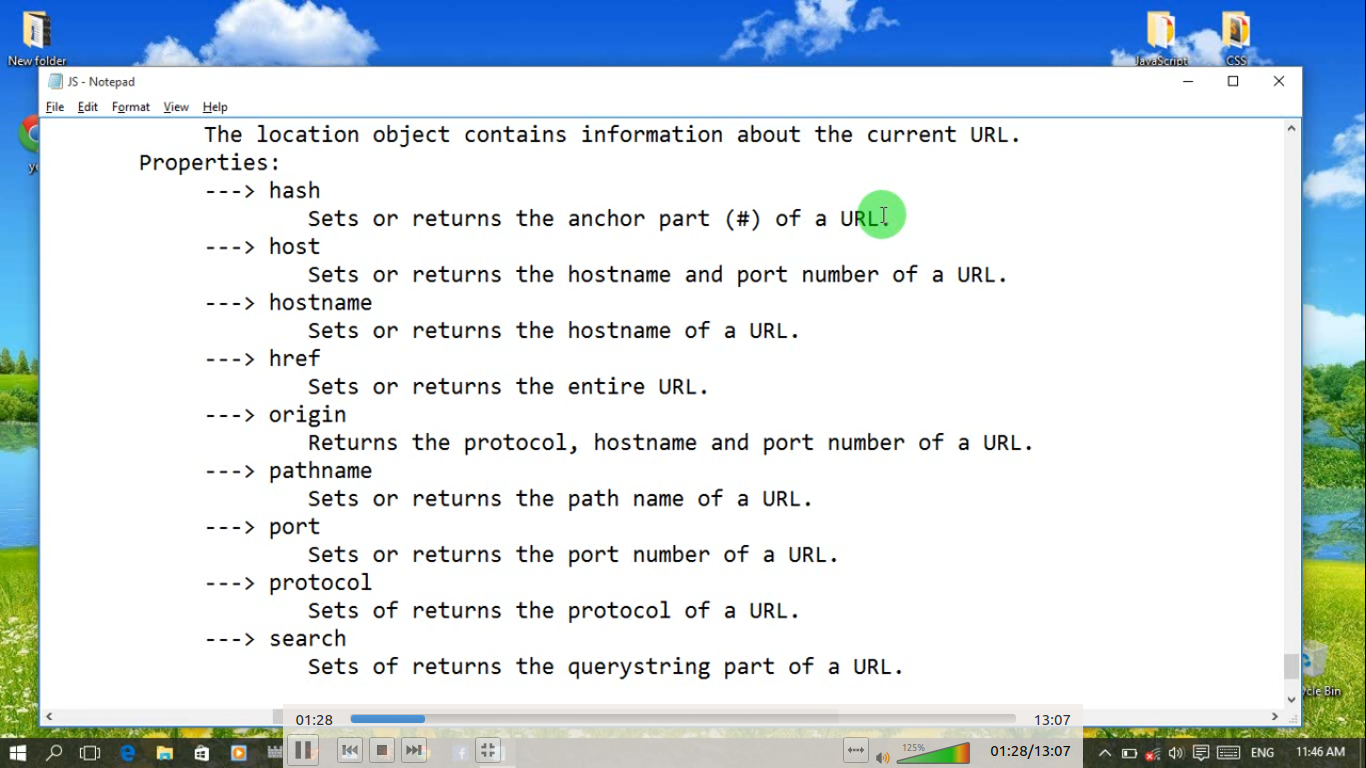 New folder
JavaScript
CSS
JS - Notepad
File Edit Format View Help
The location object contains information about the current URL.
Properties:
---> hash
Sets or returns the anchor part (#) of a URL.
---> host
Sets or returns the hostname and port number of a URL.
---> hostname
Sets or returns the hostname of a URL.
---> href
Sets or returns the entire URL.
---> origin
Returns the protocol, hostname and port number of a URL.
---> pathname
Sets or returns the path name of a URL.
---> port
Sets or returns the port number of a URL.
---> protocol
Sets of returns the protocol of a URL.
---> search
Sets of returns the querystring part of a URL.
01:28 13:07
125% 01:28/13:07
ENG 11:46 AM